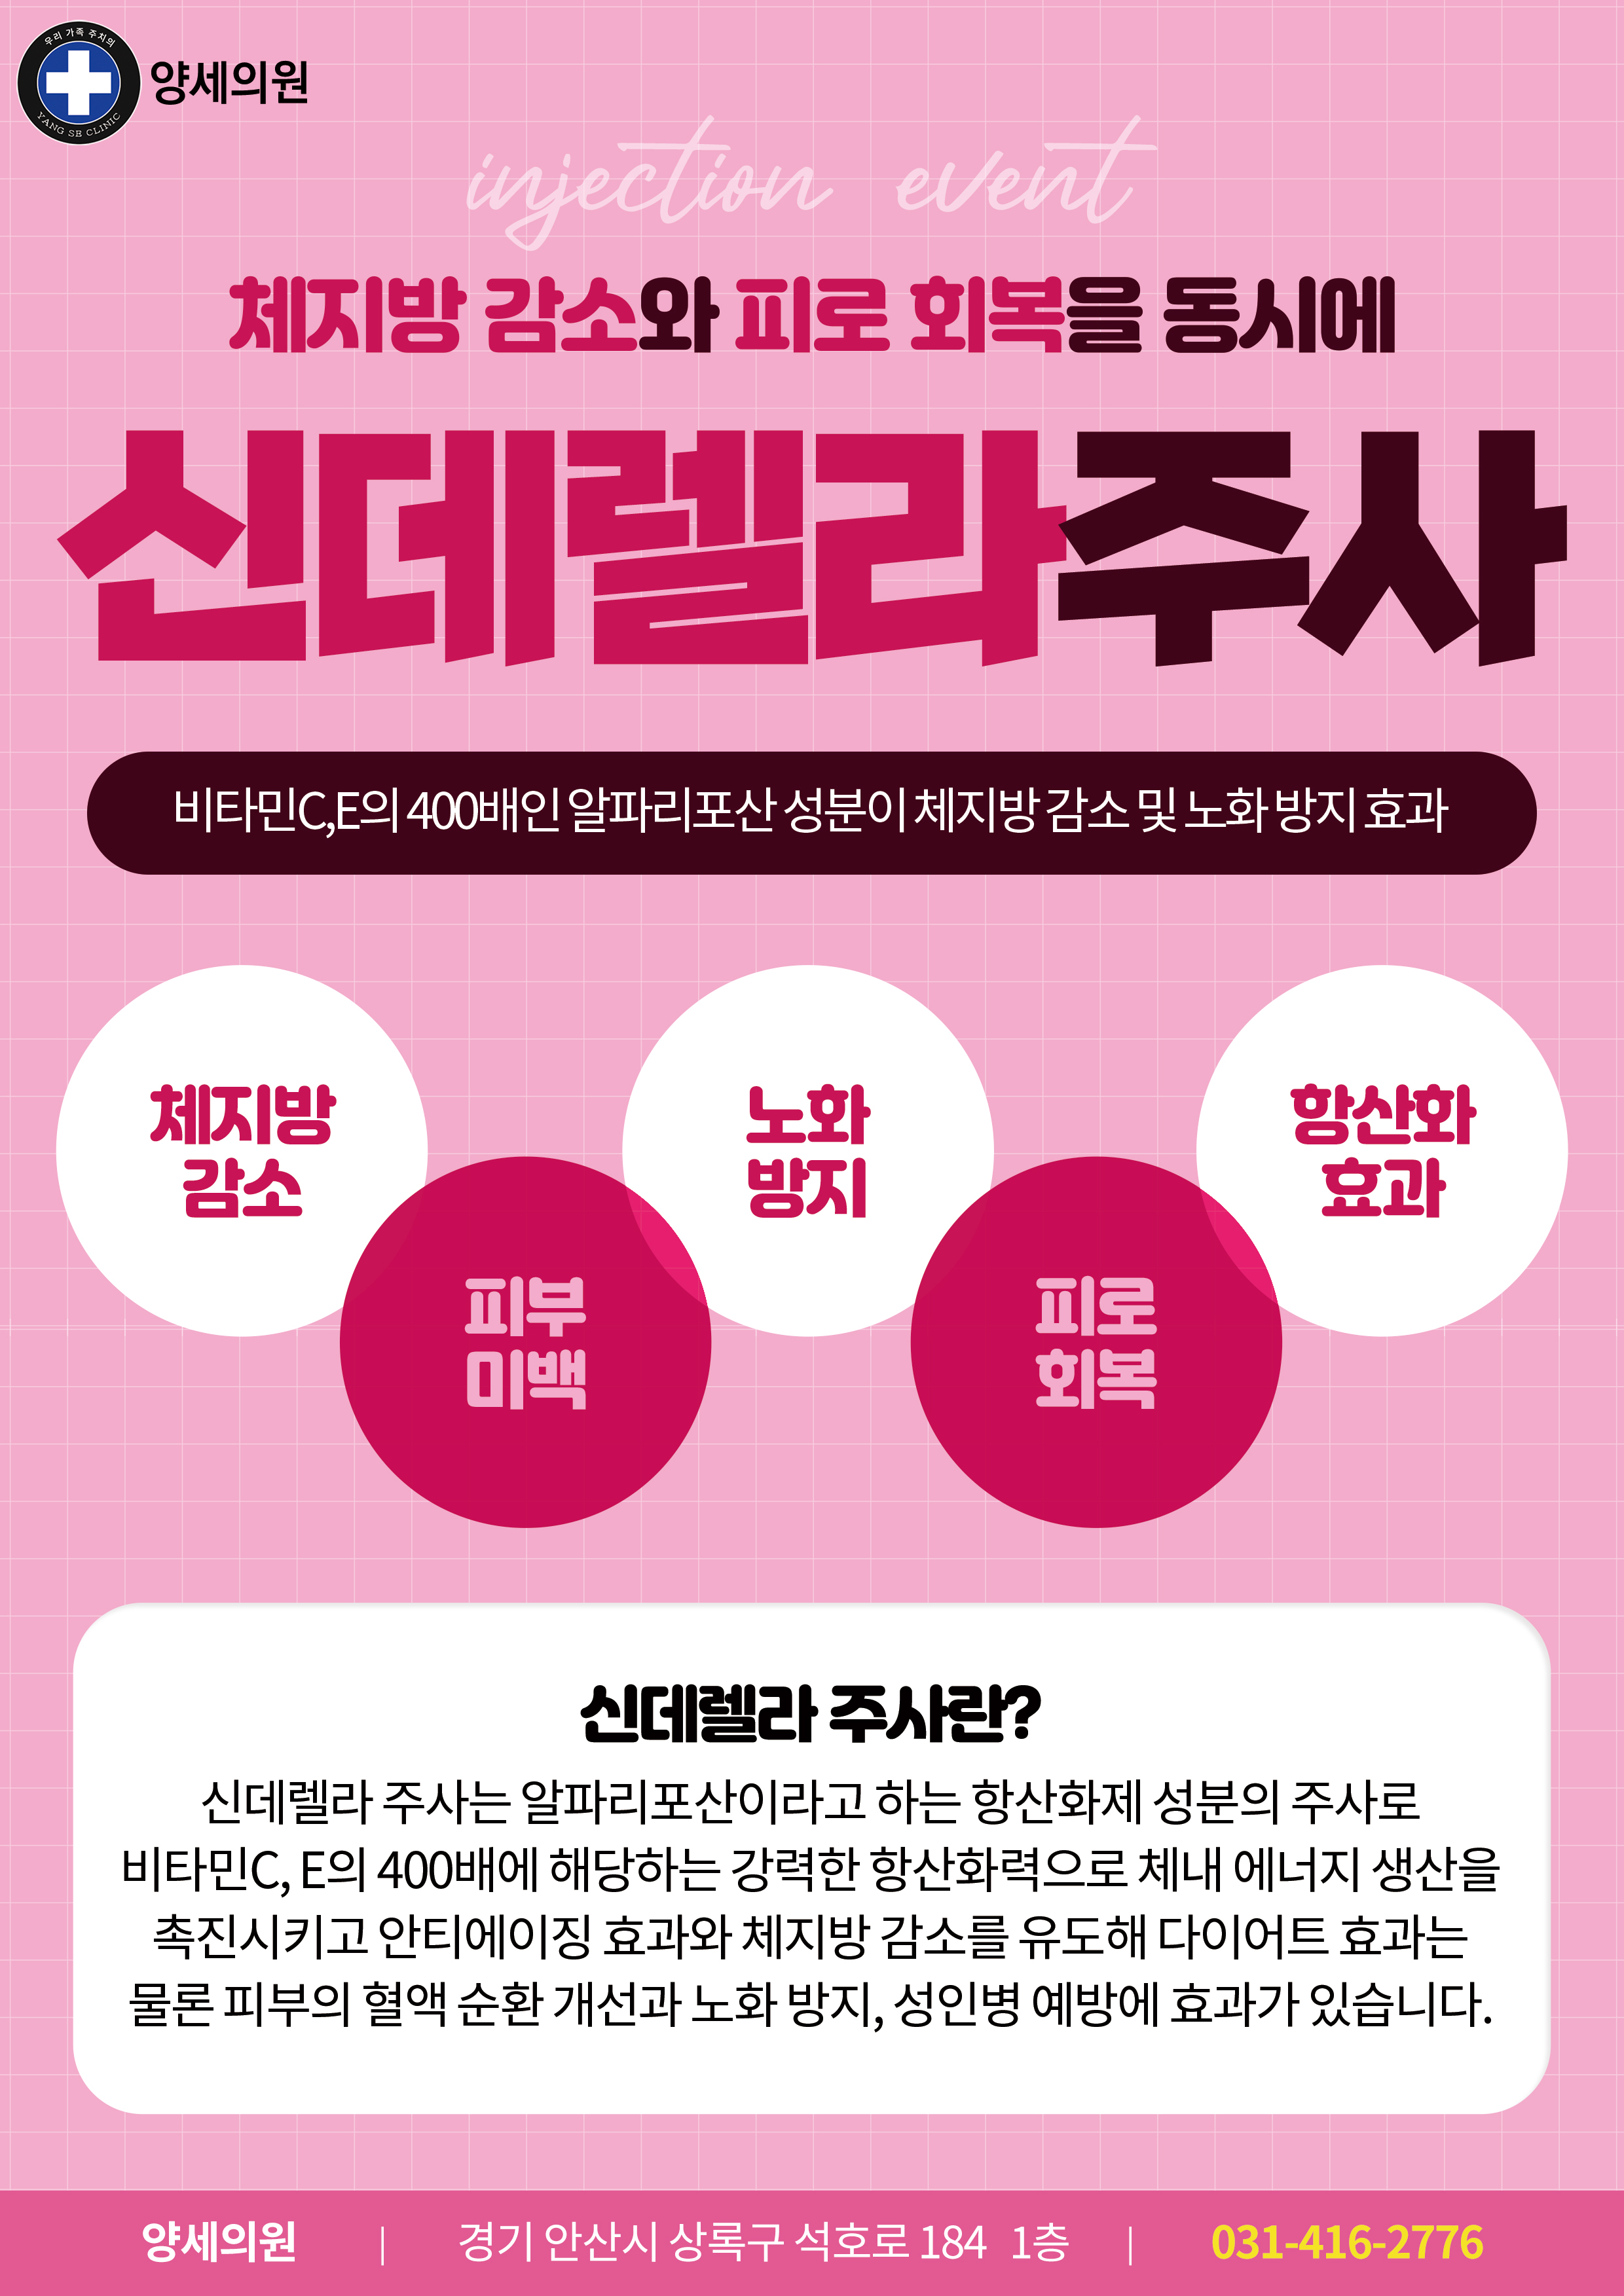 우리 가족 주치의
YANG SE CLINIC
양세의원
injection event
체지방 감소와 피로 회복을 동시에
신데렐라주사
비타민C,E의 400배인 알파리포산 성분이 체지방 감소 및 노화 방지 효과
체지방
감소
노화
방지
항산화
효과
피부
미백
피로
회복
신데렐라 주사란?
신데렐라 주사는 알파리포산이라고 하는 항산화제 성분의 주사로
비타민C, E의 400배에 해당하는 강력한 항산화력으로 체내 에너지 생산을
촉진시키고 안티에이징 효과와 체지방 감소를 유도해 다이어트 효과는
물론 피부의 혈액 순환 개선과 노화 방지, 성인병 예방에 효과가 있습니다.
양세의원 | 경기 안산시 상록구 석호로 184 1층 | 031-416-2776